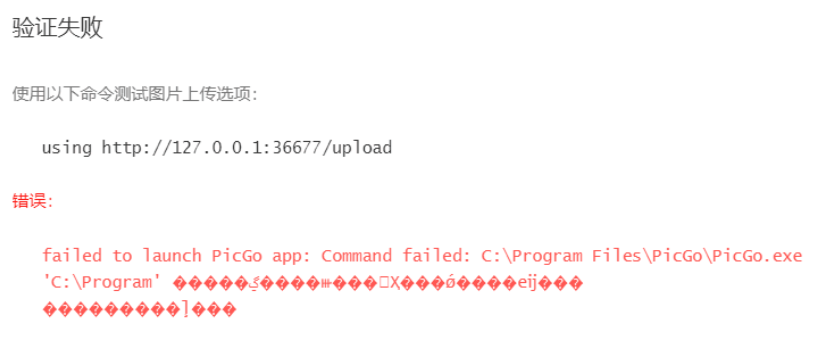 验证失败
使用以下命令测试图片上传选项：
using http://127.0.0.1:36677/upload
错误：
failed to launch PicGo app: Command failed: C:\Program Files\PicGo\PicGo.exe
'C:\Program'